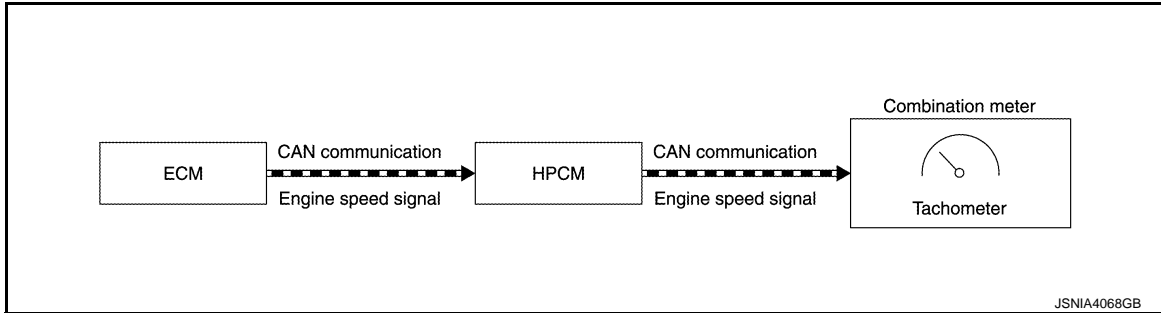 Combination meter
CAN communication
CAN communication
ECM
HPCM
Engine speed signal
Engine speed signal
Tachometer
JSNIA4068GB